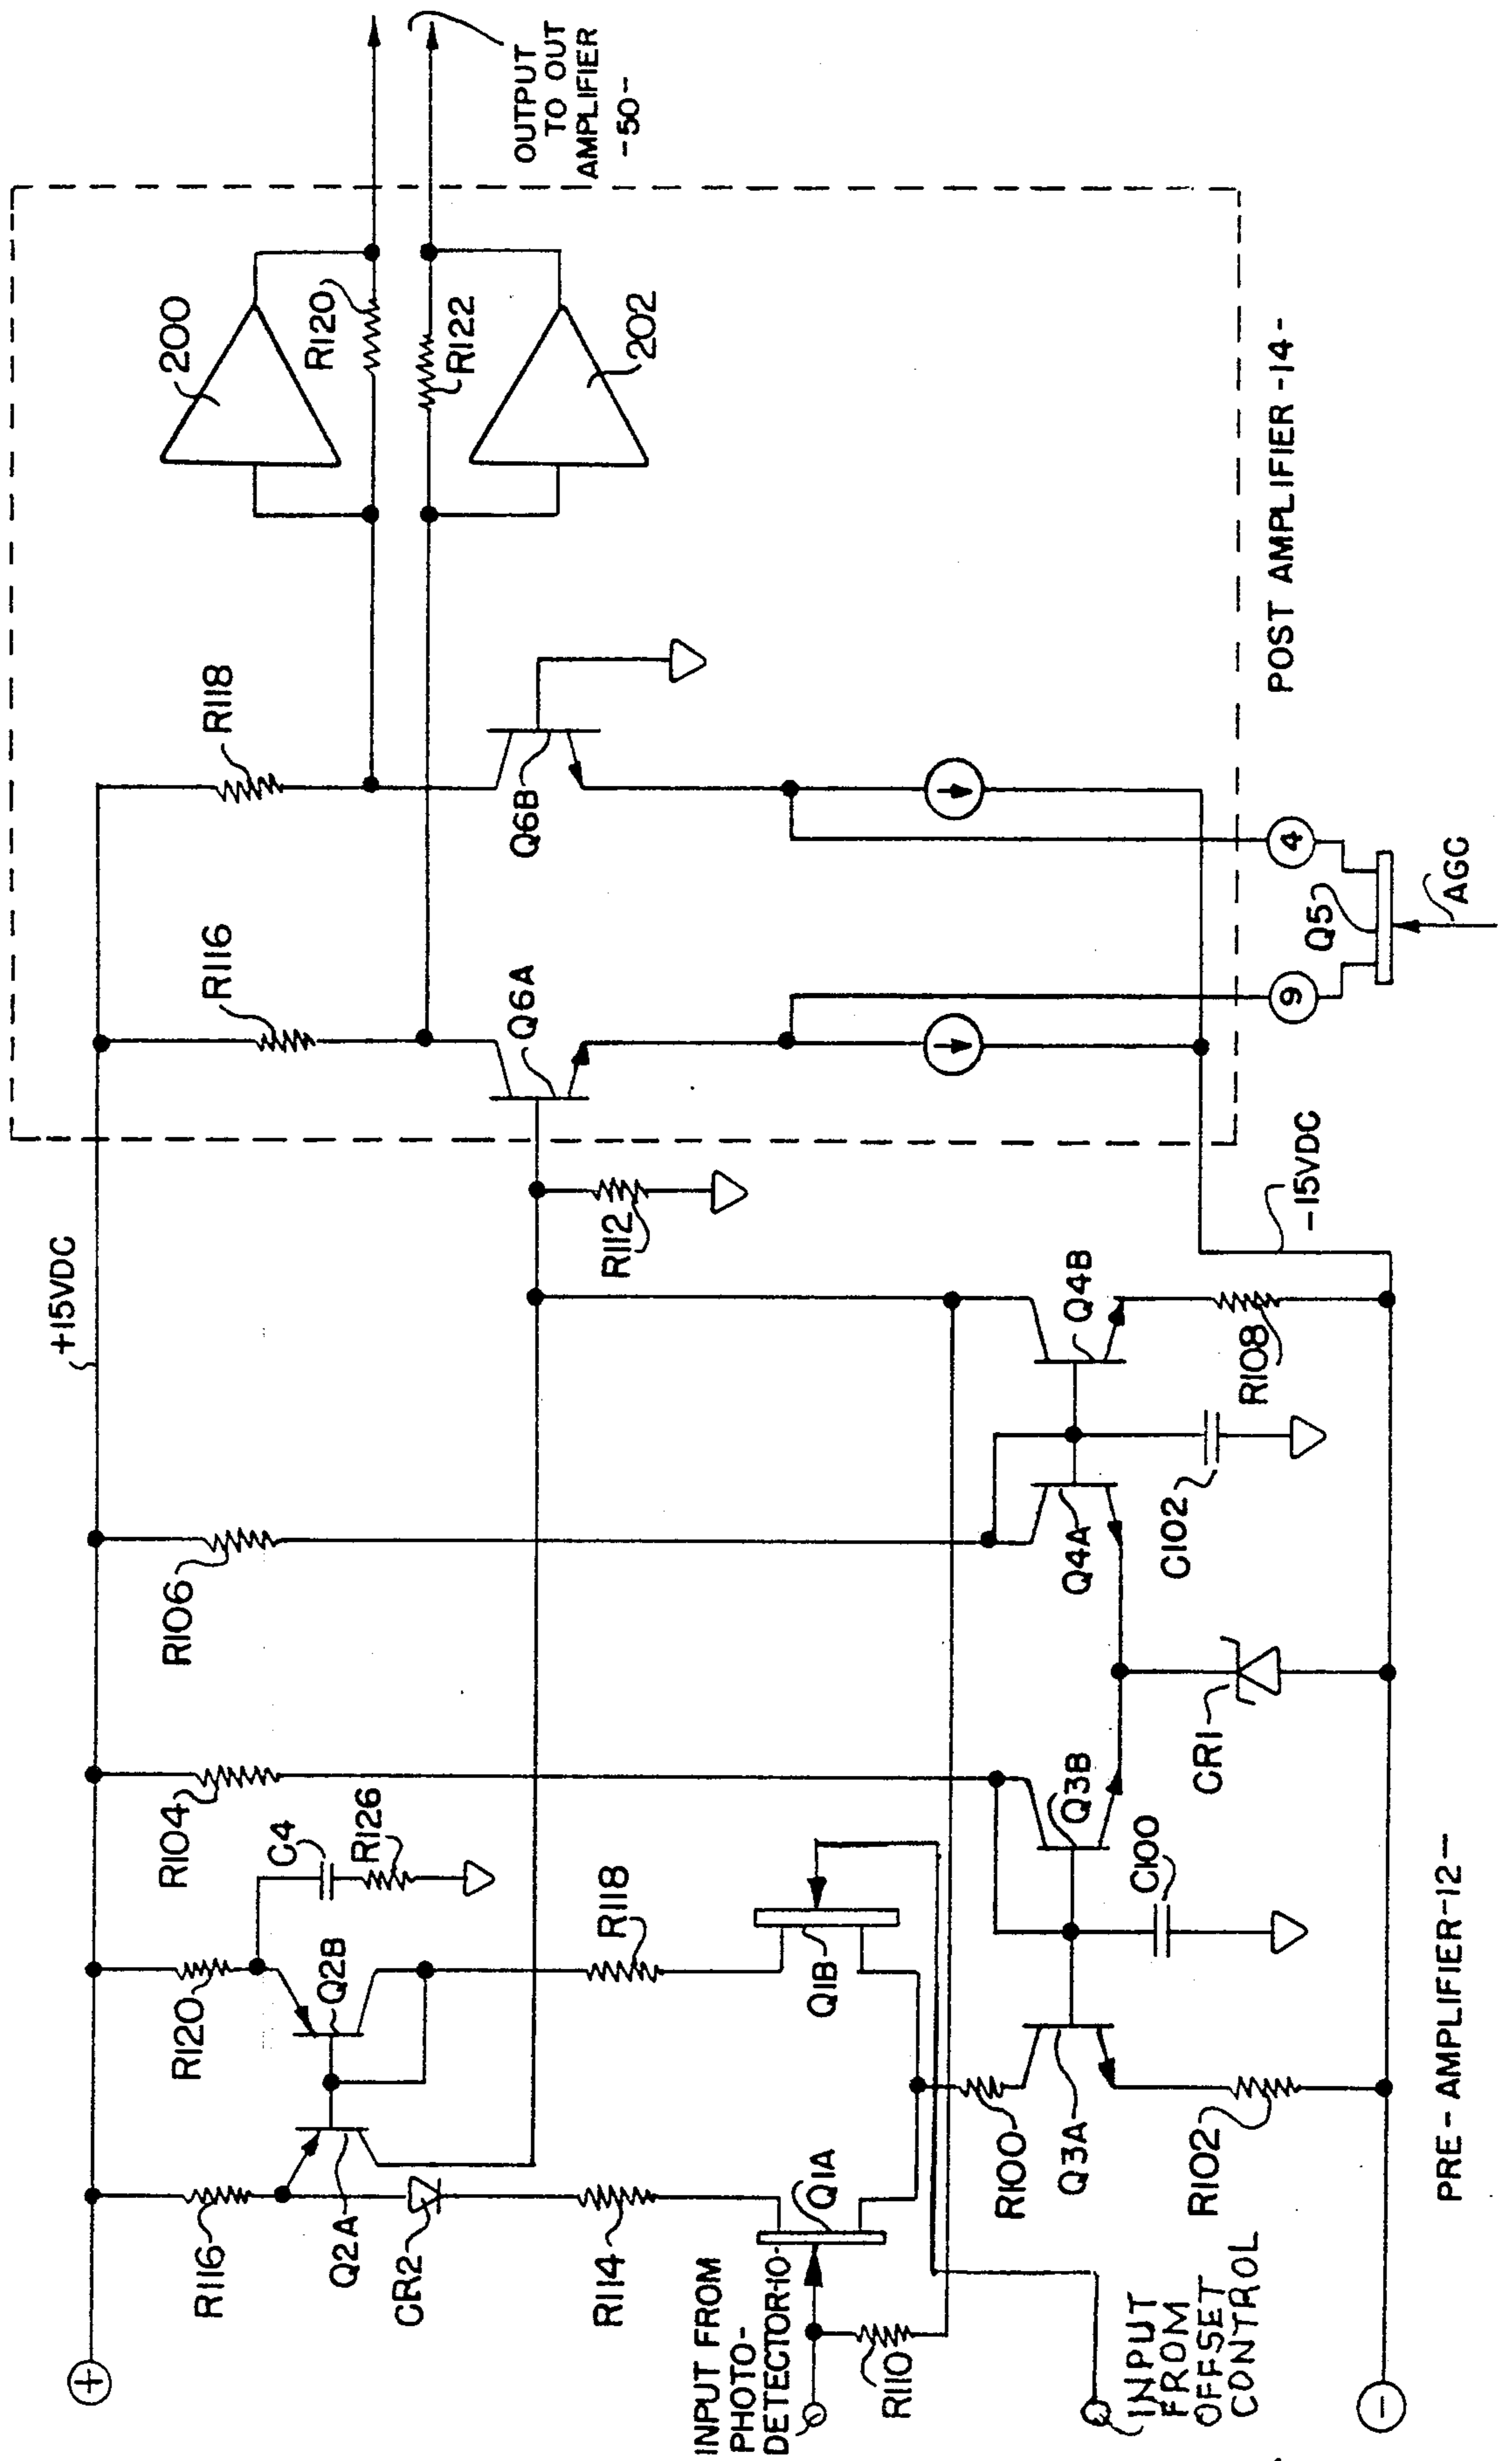 OUTPUT
TO OUT
AMPLIFIER
-50-
200
R120
R122
202
R118
R116
Q6B
Q6A
4
9
Q5
AGC
POST AMPLIFIER -14-
+15VDC
R112
-15VDC
Q4B
R108
C102
Q4A
R106
CR1
R104
Q3B
C4
R126
C100
R118
Q1B
R120
Q2B
Q3A
R100
R102
Q1A
R116
Q2A
CR2
R114
INPUT FROM
PHOTO-
DETECTOR-10-
R110
INPUT
FROM
OFFSET
CONTROL
+
-
PRE-AMPLIFIER-12-